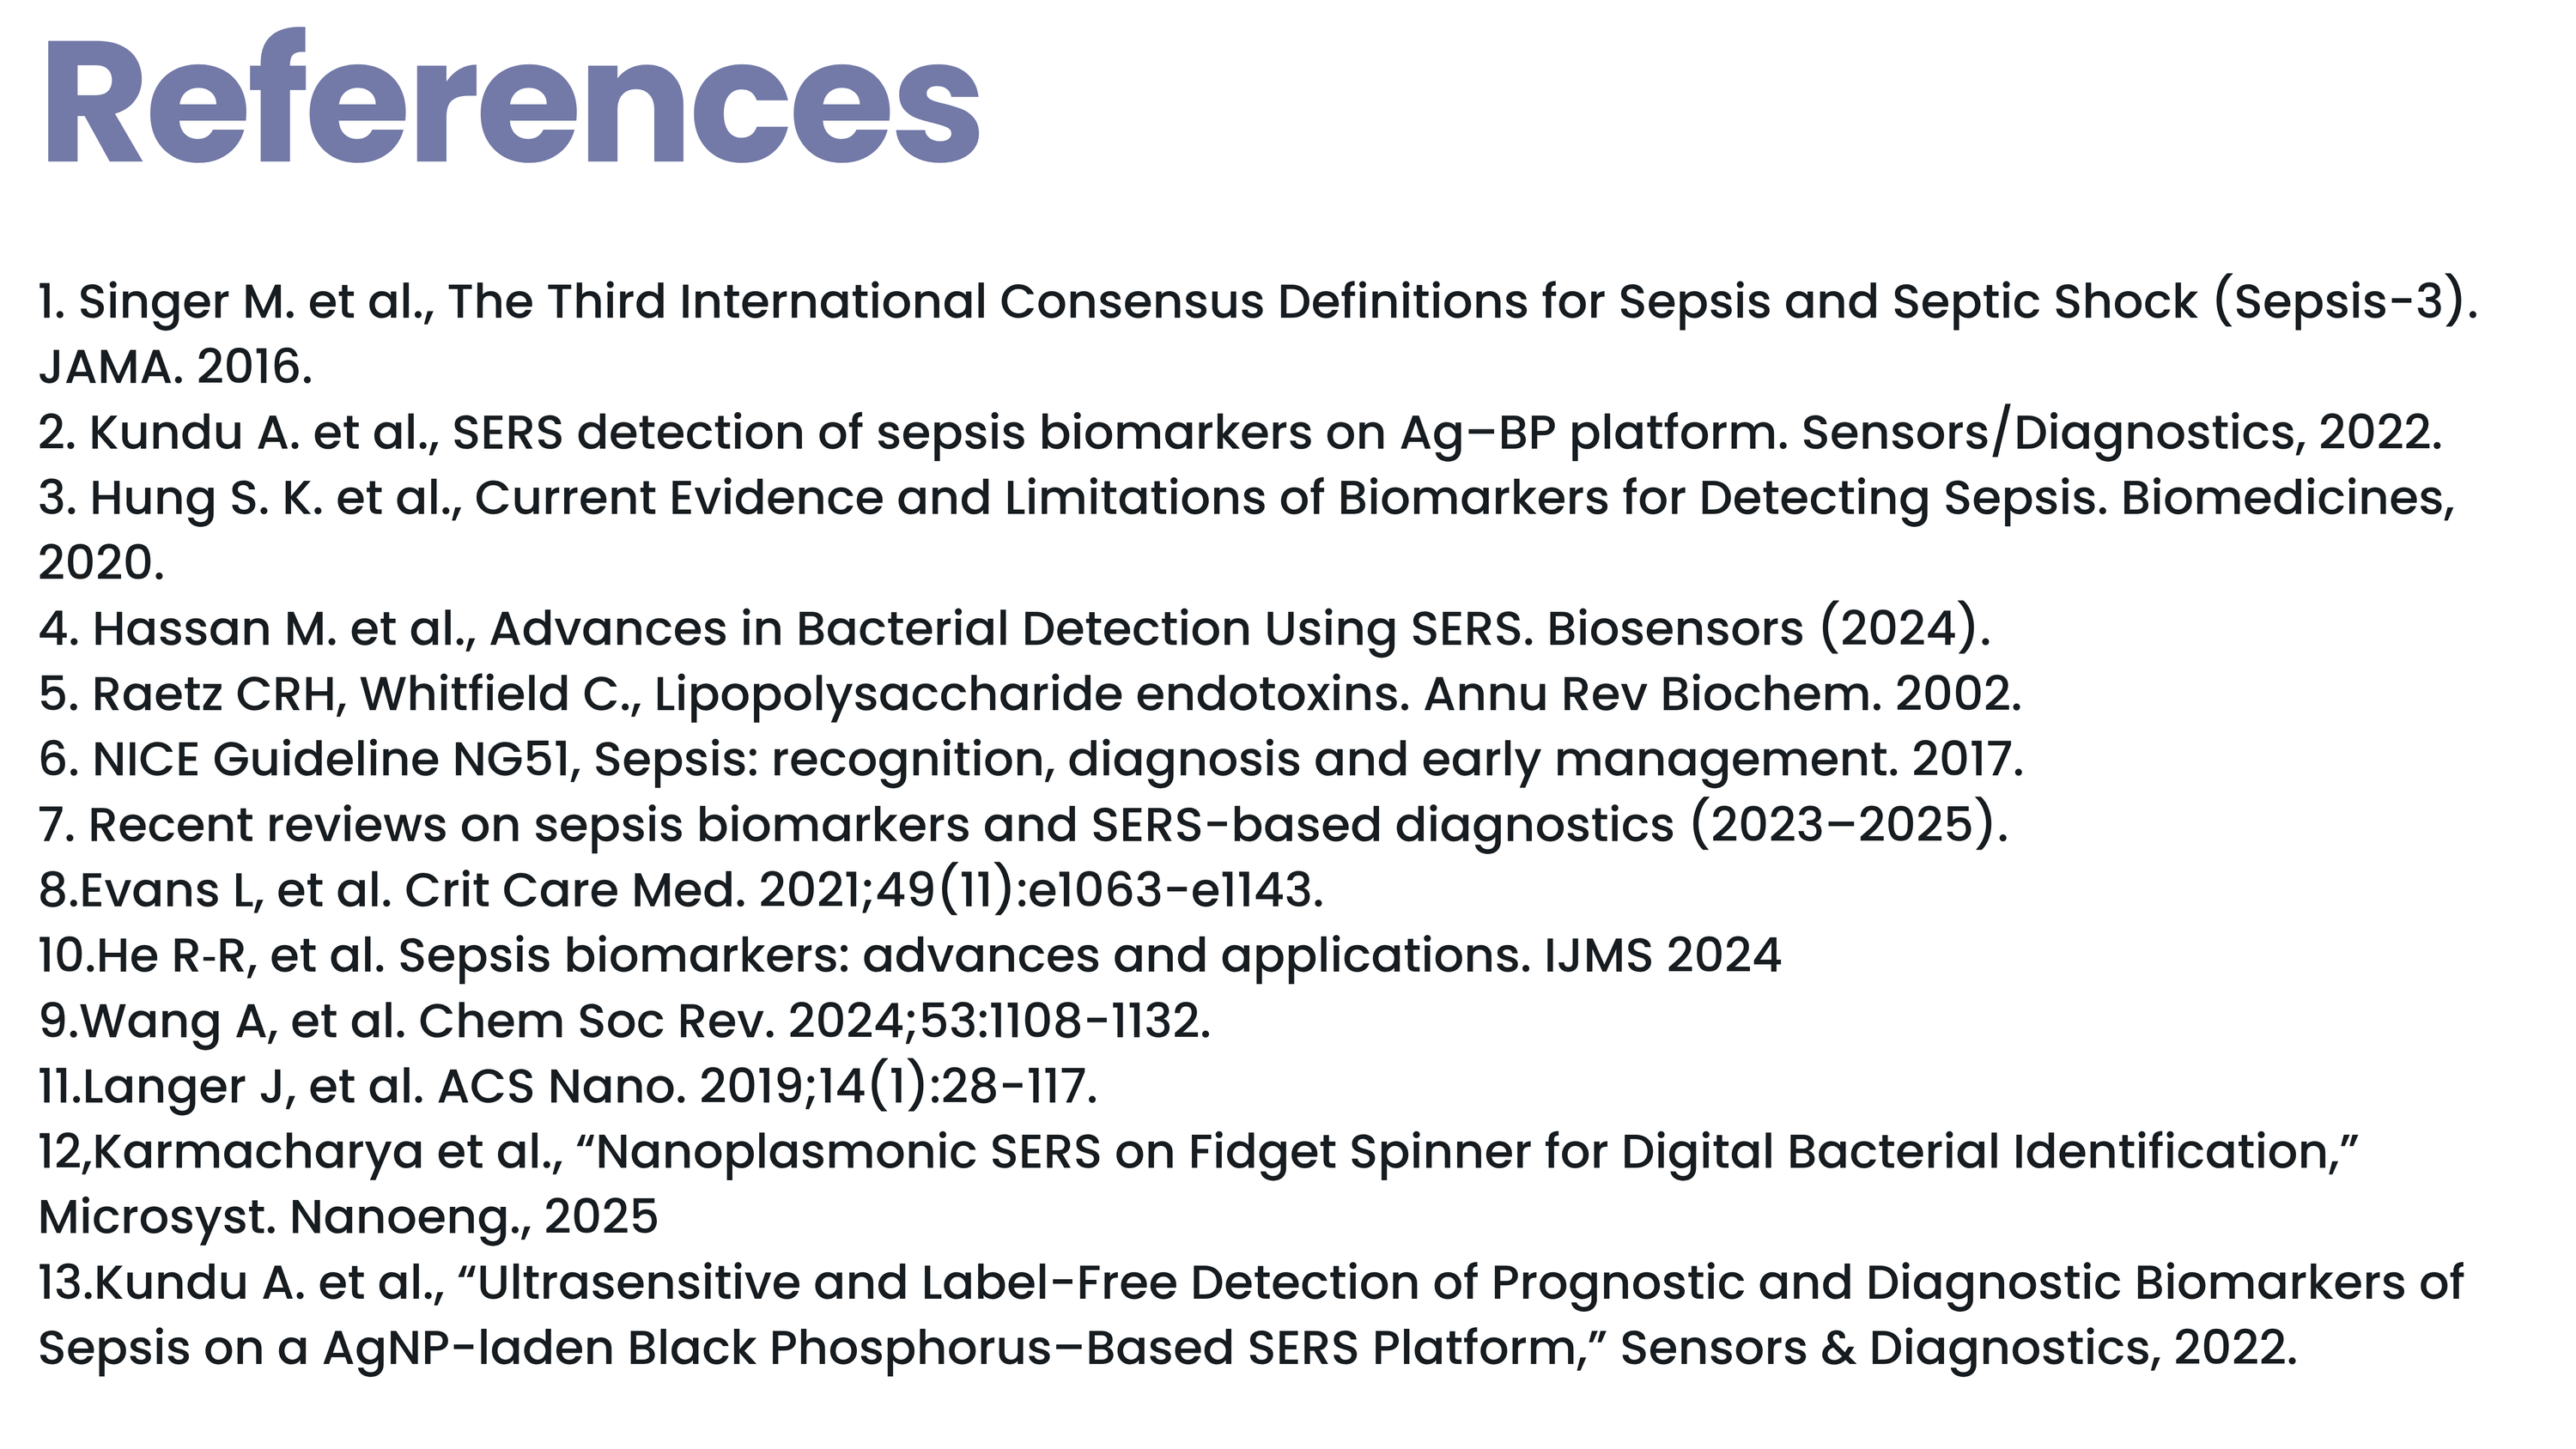 References
1. Singer M. et al., The Third International Consensus Definitions for Sepsis and Septic Shock (Sepsis-3).
JAMA. 2016.
2. Kundu A. et al., SERS detection of sepsis biomarkers on Ag–BP platform. Sensors/Diagnostics, 2022.
3. Hung S. K. et al., Current Evidence and Limitations of Biomarkers for Detecting Sepsis. Biomedicines,
2020.
4. Hassan M. et al., Advances in Bacterial Detection Using SERS. Biosensors (2024).
5. Raetz CRH, Whitfield C., Lipopolysaccharide endotoxins. Annu Rev Biochem. 2002.
6. NICE Guideline NG51, Sepsis: recognition, diagnosis and early management. 2017.
7. Recent reviews on sepsis biomarkers and SERS-based diagnostics (2023–2025).
8.Evans L, et al. Crit Care Med. 2021;49(11):e1063-e1143.
10.He R-R, et al. Sepsis biomarkers: advances and applications. IJMS 2024
9.Wang A, et al. Chem Soc Rev. 2024;53:1108-1132.
11.Langer J, et al. ACS Nano. 2019;14(1):28-117.
12,Karmacharya et al., “Nanoplasmonic SERS on Fidget Spinner for Digital Bacterial Identification,”
Microsyst. Nanoeng., 2025
13.Kundu A. et al., “Ultrasensitive and Label-Free Detection of Prognostic and Diagnostic Biomarkers of
Sepsis on a AgNP-laden Black Phosphorus–Based SERS Platform,” Sensors & Diagnostics, 2022.